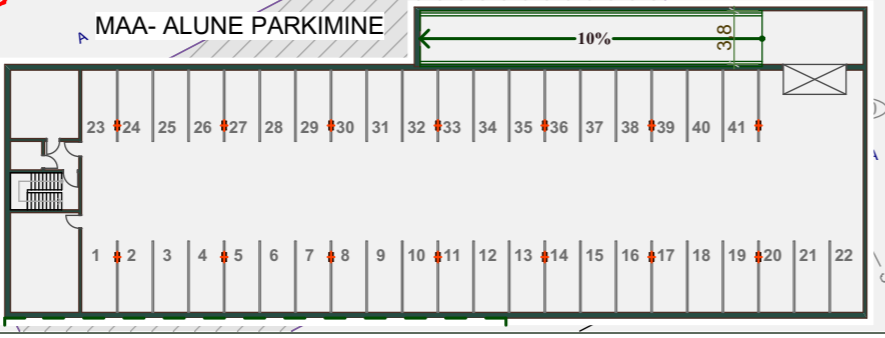 MAA- ALUNE PARKIMINE
10%
3.8
23 24 25 26 27 28 29 30 31 32 33 34 35 36 37 38 39 40 41
1 2 3 4 5 6 7 8 9 10 11 12 13 14 15 16 17 18 19 20 21 22
A
A